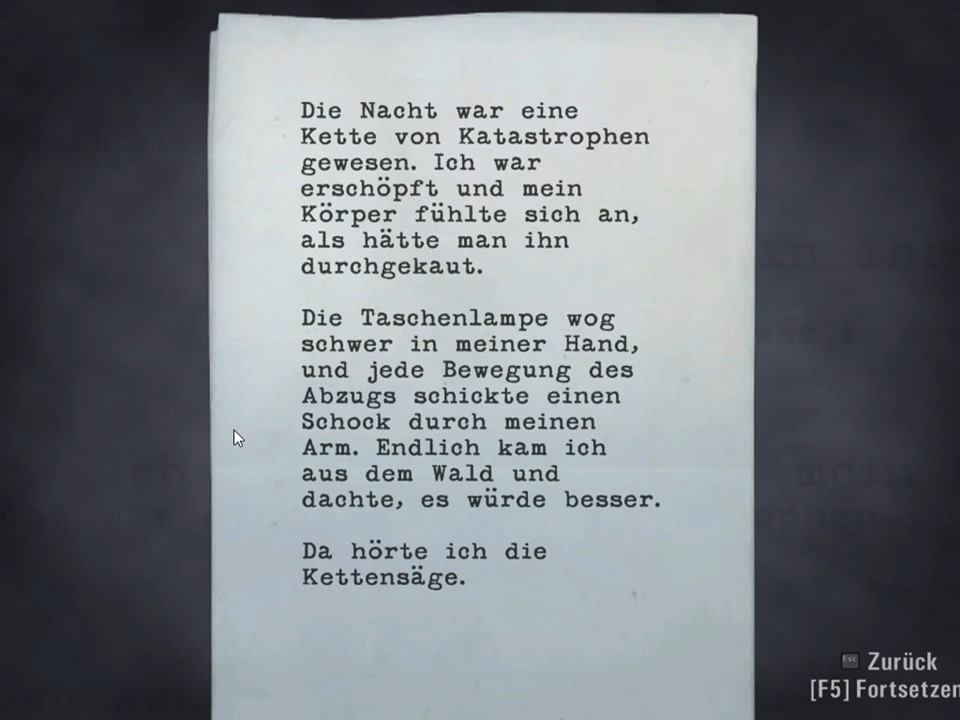 Die Nacht war eine
Kette von Katastrophen
gewesen. Ich war
erschöpft und mein
Körper fühlte sich an,
als hätte man ihn
durchgekaut.
Die Taschenlampe wog
schwer in meiner Hand,
und jede Bewegung des
Abzugs schickte einen
Schock durch meinen
Arm. Endlich kam ich
aus dem Wald und
dachte, es würde besser.
Da hörte ich die
Kettensäge.
Esc Zurück
[F5] Fortsetzen